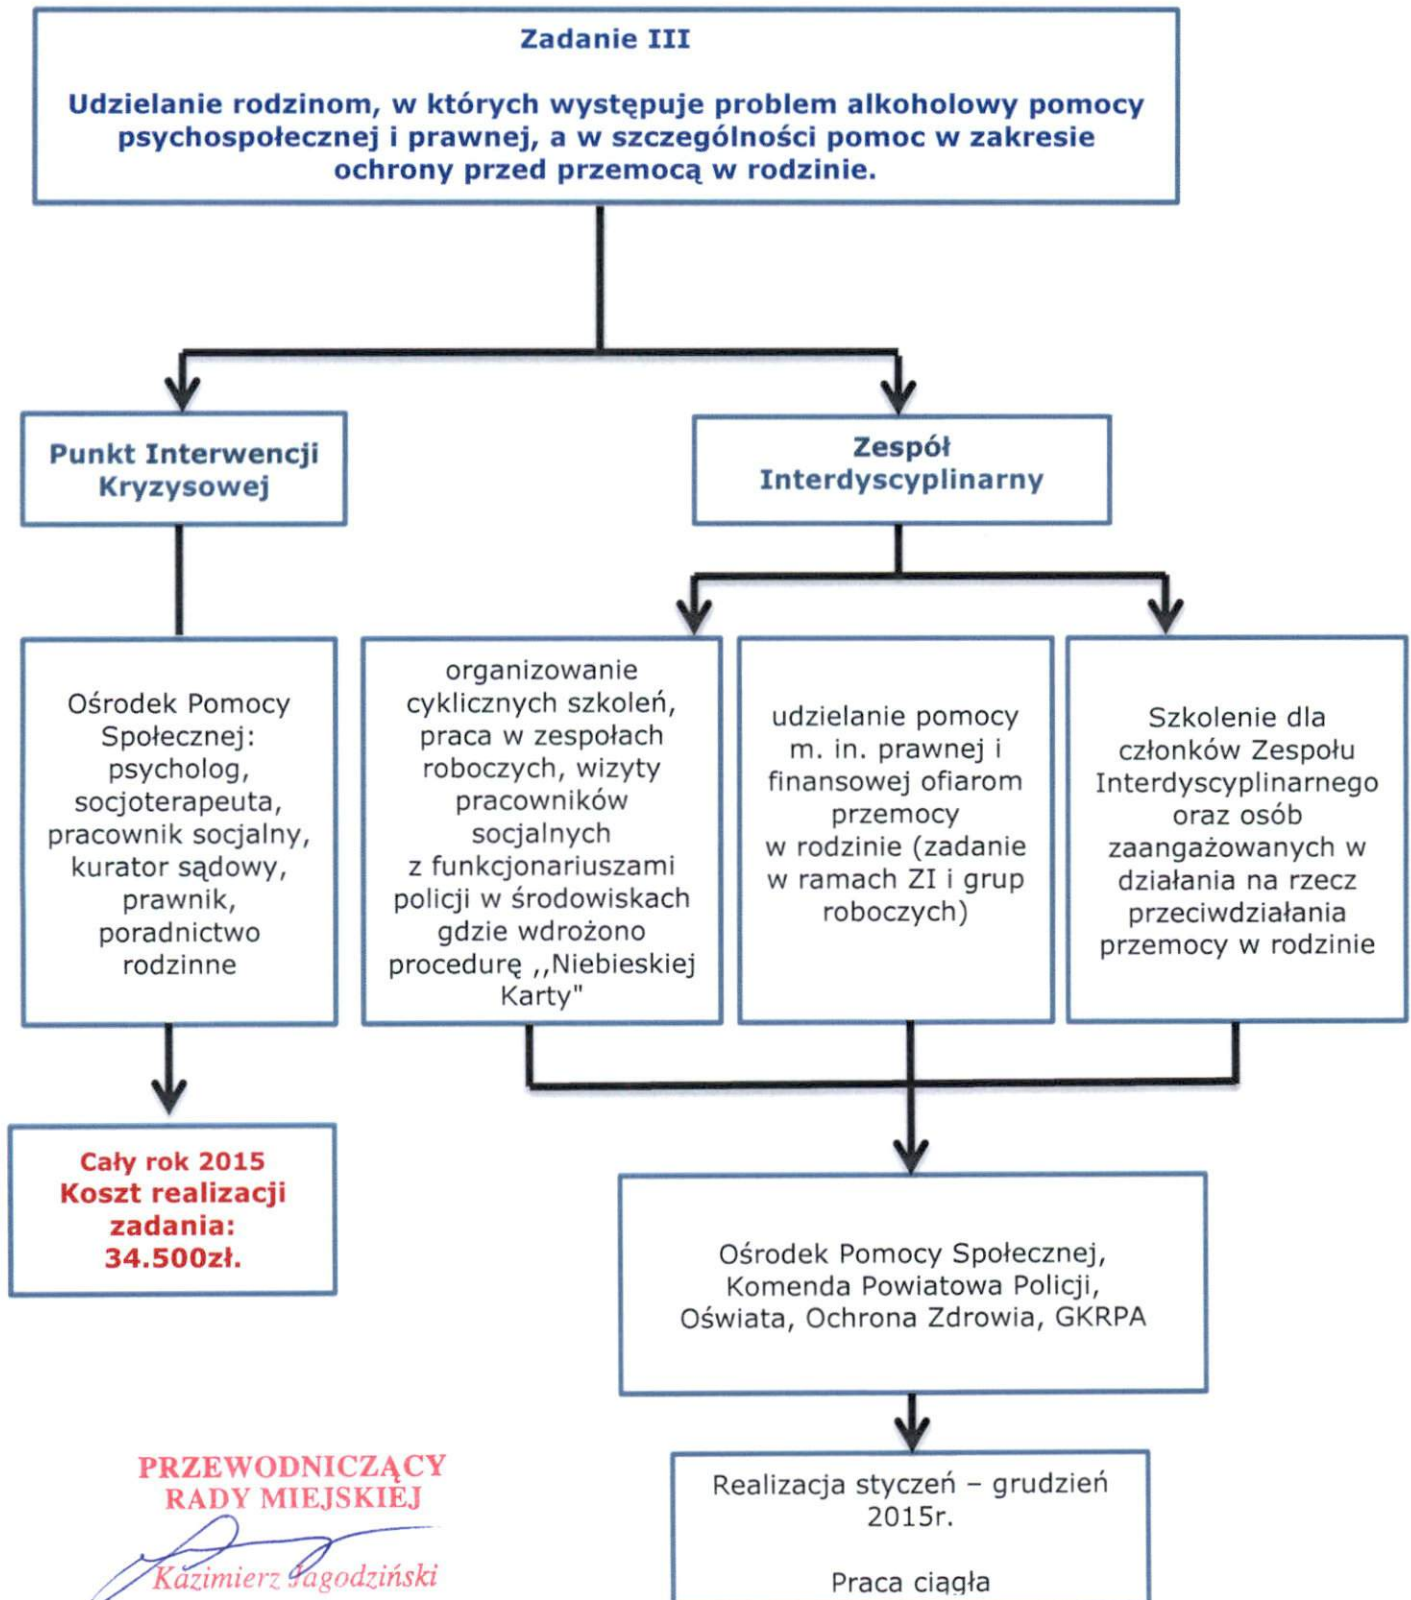 Zadanie III
Udzielanie rodzinom, w których występuje problem alkoholowy pomocy
psychospołecznej i prawnej, a w szczególności pomoc w zakresie
ochrony przed przemocą w rodzinie.
Punkt Interwencji
Kryzysowej
Zespół
Interdyscyplinarny
Ośrodek Pomocy
Społecznej:
psycholog,
socjoterapeuta,
pracownik socjalny,
kurator sądowy,
prawnik,
poradnictwo
rodzinne
organizowanie
cyklicznych szkoleń,
praca w zespołach
roboczych, wizyty
pracowników
socjalnych
z funkcjonariuszami
policji w środowiskach
gdzie wdrożono
procedurę ,,Niebieskiej
Karty"
udzielanie pomocy
m. in. prawnej i
finansowej ofiarom
przemocy
w rodzinie (zadanie
w ramach ZI i grup
roboczych)
Szkolenie dla
członków Zespołu
Interdyscyplinarnego
oraz osób
zaangażowanych w
działania na rzecz
przeciwdziałania
przemocy w rodzinie
Cały rok 2015
Koszt realizacji
zadania:
34.500zł.
Ośrodek Pomocy Społecznej,
Komenda Powiatowa Policji,
Oświata, Ochrona Zdrowia, GKRPA
Realizacja styczeń – grudzień
2015r.
Praca ciągła
PRZEWODNICZĄCY
RADY MIEJSKIEJ
Kazimierz Jagodziński